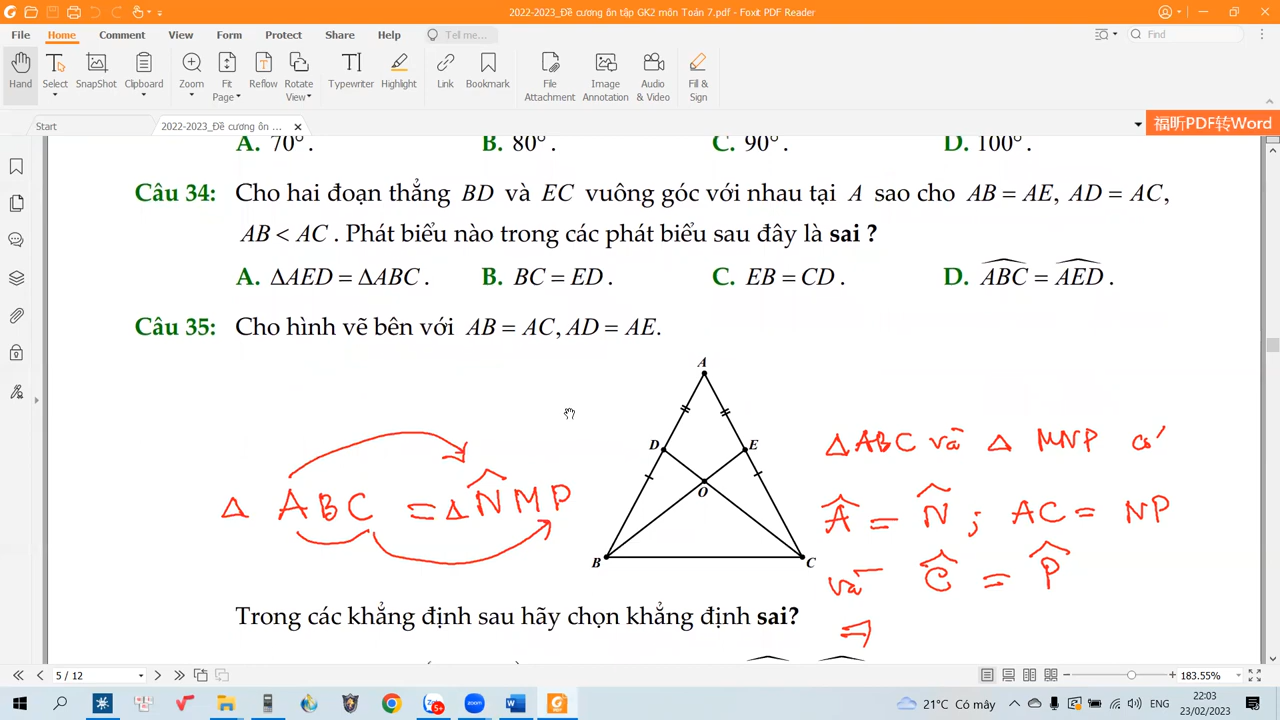 2022-2023_Đề cương ôn tập GK2 môn Toán 7.pdf - Foxit PDF Reader
File Home Comment View Form Protect Share Help Tell me... Find
Hand Select SnapShot Clipboard Zoom Fit Page Reflow Rotate View Typewriter Highlight Link Bookmark File Attachment Image Annotation Audio & Video Fill & Sign
Start 2022-2023_Đề cương ôn ... 福昕PDF转Word
A. 70°. B. 80°. C. 90°. D. 100°.
Câu 34: Cho hai đoạn thẳng BD và EC vuông góc với nhau tại A sao cho AB = AE, AD = AC,
AB < AC . Phát biểu nào trong các phát biểu sau đây là sai ?
A. ΔAED = ΔABC . B. BC = ED . C. EB = CD . D. \widehat{ABC} = \widehat{AED} .
Câu 35: Cho hình vẽ bên với AB = AC, AD = AE.
A
D E
O
B C
Δ ABC = Δ N̂MP
Δ ABC và Δ MNP có
Â = N̂ ; AC = NP
và Ĉ = P̂
⇒
Trong các khẳng định sau hãy chọn khẳng định sai?
5 / 12 183.55%
21°C Có mây ENG 22:03
23/02/2023